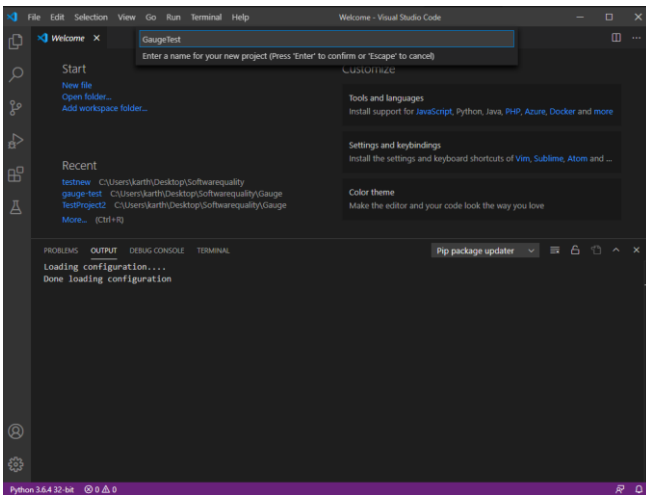 File Edit Selection View Go Run Terminal Help Welcome - Visual Studio Code
Welcome
GaugeTest
Enter a name for your new project (Press 'Enter' to confirm or 'Escape' to cancel)
Start
New file
Open folder...
Add workspace folder...
Recent
testnew C:\Users\karth\Desktop\Softwarequality
gauge-test C:\Users\karth\Desktop\Softwarequality\Gauge
TestProject2 C:\Users\karth\Desktop\Softwarequality\Gauge
More... (Ctrl+R)
Customize
Tools and languages
Install support for JavaScript, Python, Java, PHP, Azure, Docker and more
Settings and keybindings
Install the settings and keyboard shortcuts of Vim, Sublime, Atom and ...
Color theme
Make the editor and your code look the way you love
PROBLEMS OUTPUT DEBUG CONSOLE TERMINAL Pip package updater
Loading configuration....
Done loading configuration
Python 3.6.4 32-bit 0 0